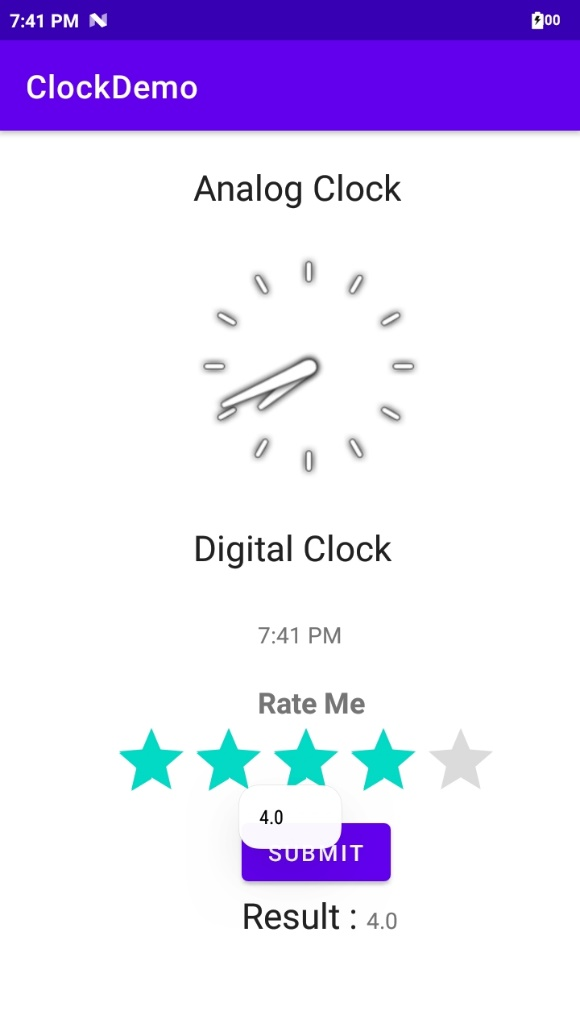 7:41 PM 00
ClockDemo
Analog Clock
Digital Clock
7:41 PM
Rate Me
4.0
SUBMIT
Result : 4.0